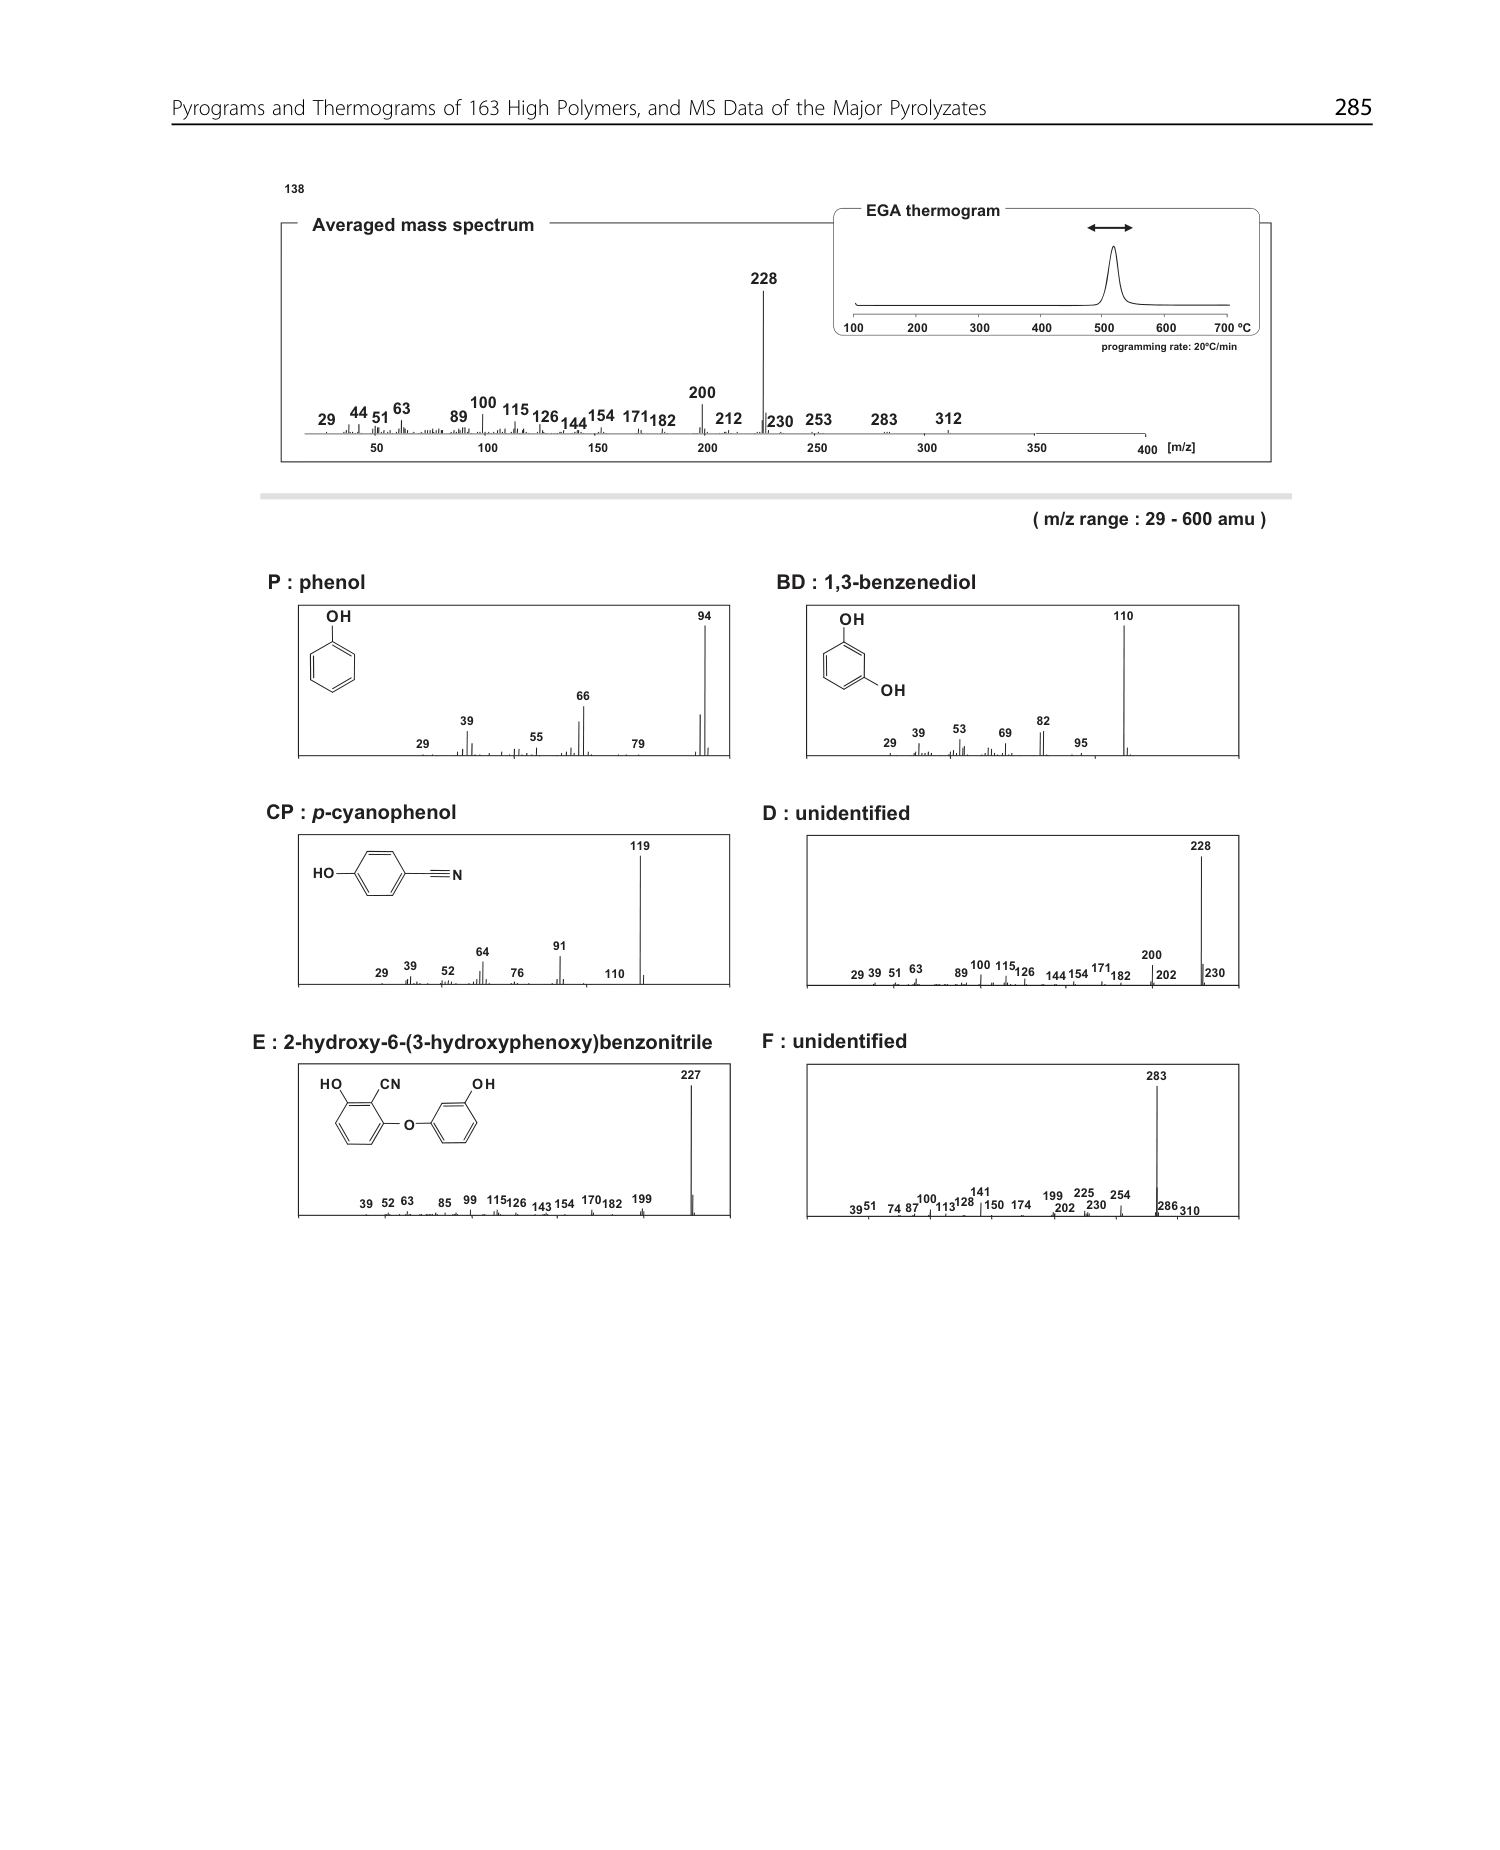 Pyrograms and Thermograms of 163 High Polymers, and MS Data of the Major Pyrolyzates 285
138
Averaged mass spectrum
EGA thermogram
100 200 300 400 500 600 700 ºC
programming rate: 20ºC/min
29 44 51 63 89 100 115 126 144 154 171 182 200 212 228 230 253 283 312
50 100 150 200 250 300 350 400 [m/z]
( m/z range : 29 - 600 amu )
P : phenol
OH
29 39 55 66 79 94
BD : 1,3-benzenediol
OH
OH
29 39 53 69 82 95 110
CP : p-cyanophenol
HO N
29 39 52 64 76 91 110 119
D : unidentified
29 39 51 63 89 100 115 126 144 154 171 182 200 202 228 230
E : 2-hydroxy-6-(3-hydroxyphenoxy)benzonitrile
HO CN OH
O
39 52 63 85 99 115 126 143 154 170 182 199 227
F : unidentified
39 51 74 87 100 113 128 141 150 174 199 202 225 230 254 283 286 310